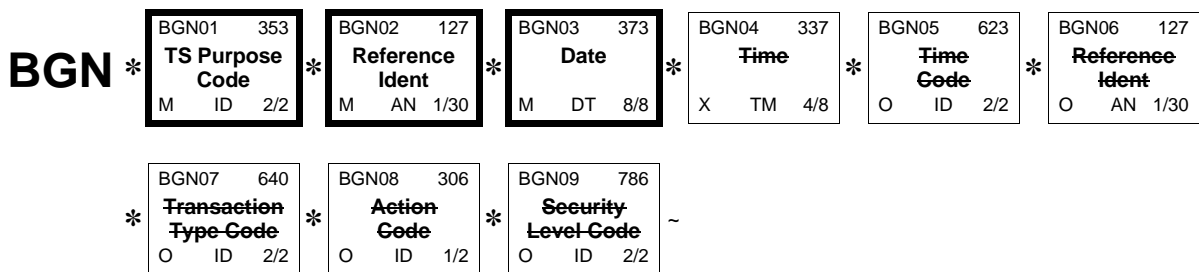 BGN01 353 BGN02 127 BGN03 373 BGN04 337 BGN05 623 BGN06 127
BGN * TS Purpose Code * Reference Ident * Date * Time * Time Code * Reference Ident
M ID 2/2 M AN 1/30 M DT 8/8 X TM 4/8 O ID 2/2 O AN 1/30
BGN07 640 BGN08 306 BGN09 786
* Transaction Type Code * Action Code * Security Level Code ~
O ID 2/2 O ID 1/2 O ID 2/2